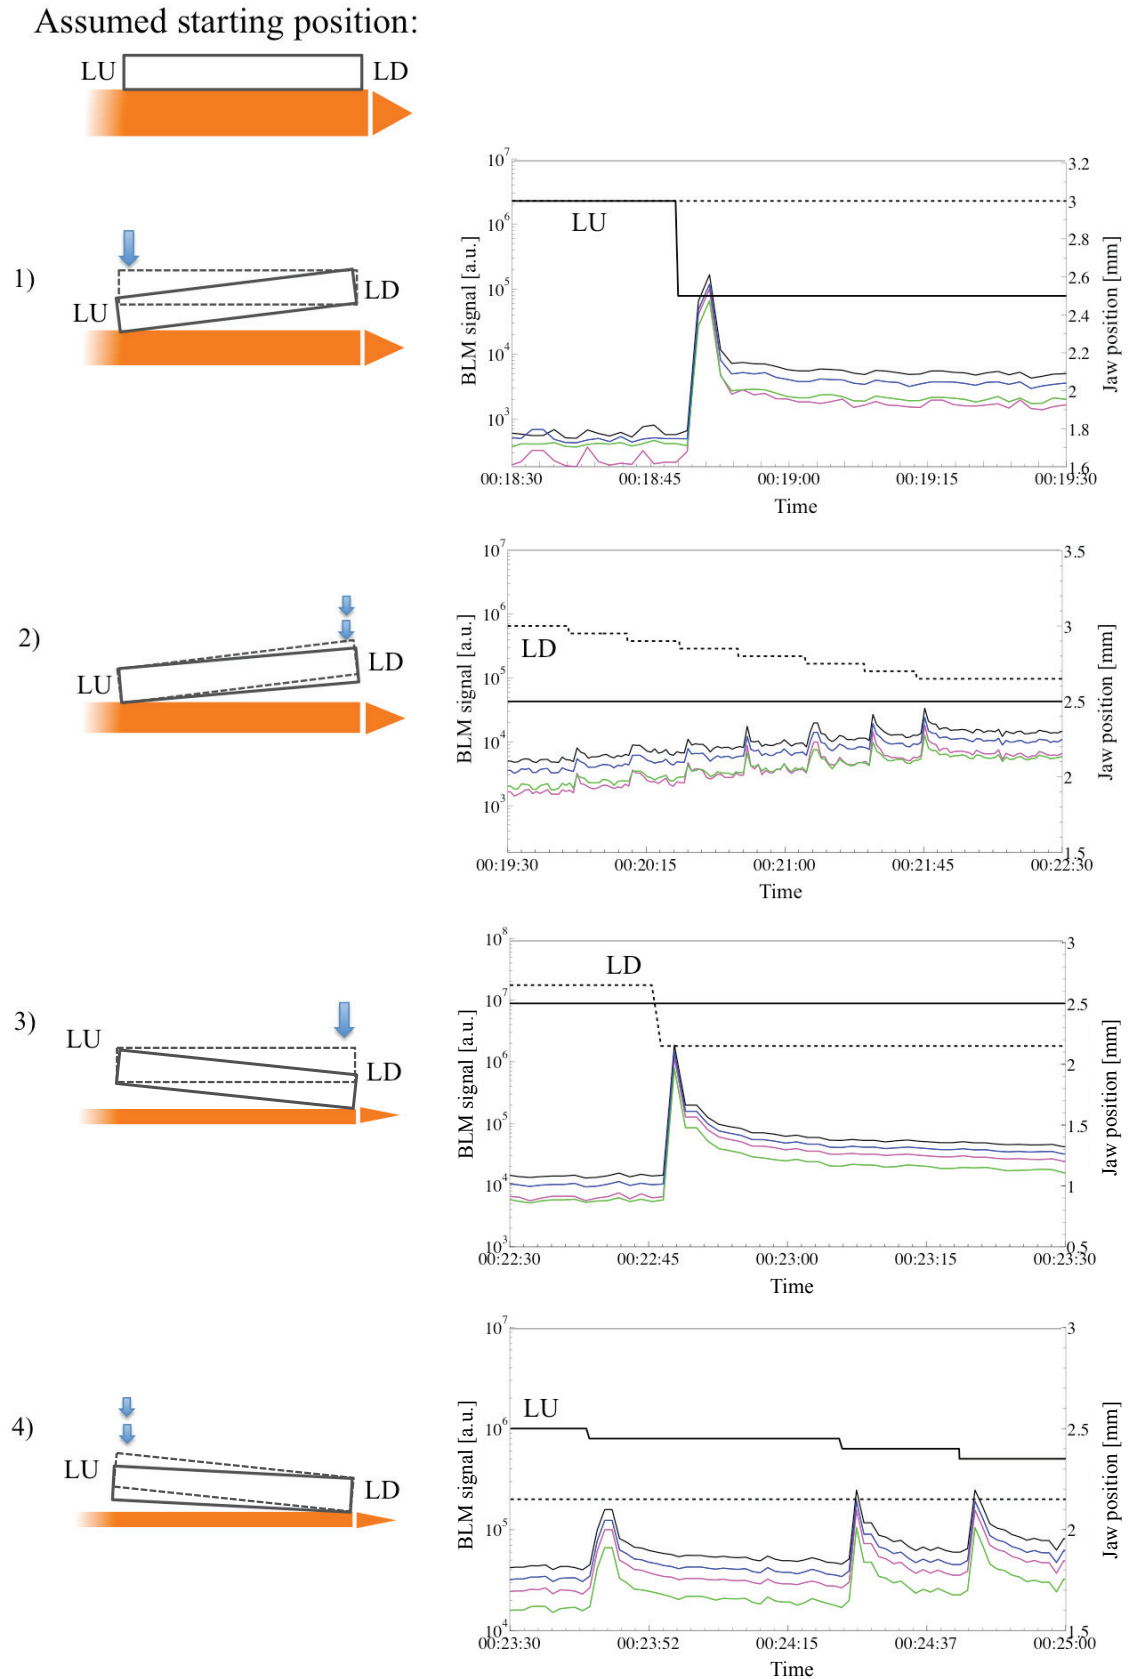 Assumed starting position:
LU
LD
1)
LU
LD
10^7
10^6
10^5
10^4
10^3
BLM signal [a.u.]
LU
3.2
3
2.8
2.6
2.4
2.2
2
1.8
1.6
Jaw position [mm]
00:18:30 00:18:45 00:19:00 00:19:15 00:19:30
Time
2)
LU
LD
10^7
10^6
10^5
10^4
10^3
BLM signal [a.u.]
LD
3.5
3
2.5
2
1.5
Jaw position [mm]
00:19:30 00:20:15 00:21:00 00:21:45 00:22:30
Time
3)
LU
LD
10^8
10^7
10^6
10^5
10^4
10^3
BLM signal [a.u.]
LD
3
2.5
2
1.5
1
0.5
Jaw position [mm]
00:22:30 00:22:45 00:23:00 00:23:15 00:23:30
Time
4)
LU
LD
10^7
10^6
10^5
10^4
BLM signal [a.u.]
LU
3
2.5
2
1.5
Jaw position [mm]
00:23:30 00:23:52 00:24:15 00:24:37 00:25:00
Time